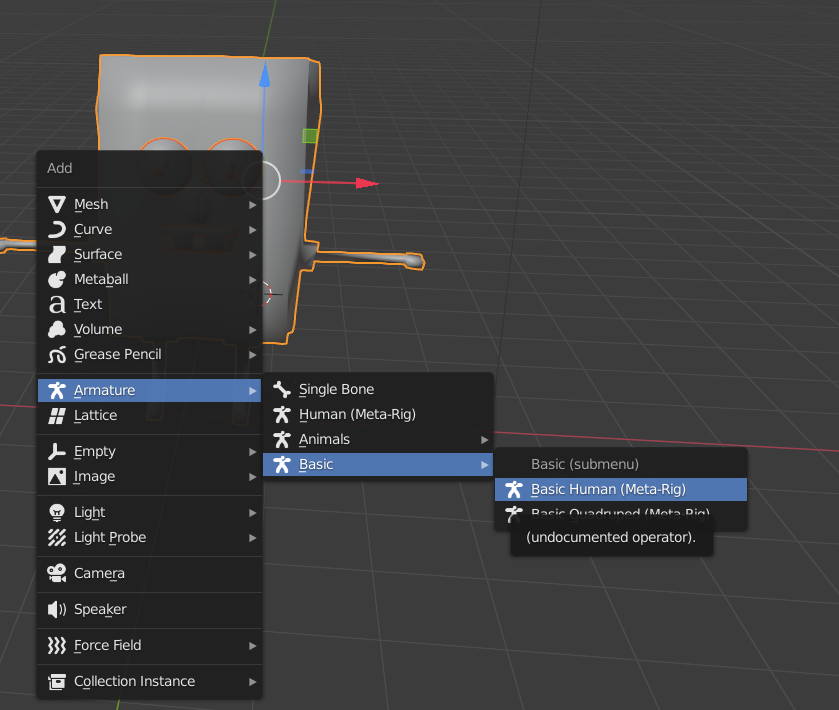 Add
Mesh
Curve
Surface
Metaball
Text
Volume
Grease Pencil
Armature
Lattice
Empty
Image
Light
Light Probe
Camera
Speaker
Force Field
Collection Instance
Single Bone
Human (Meta-Rig)
Animals
Basic
Basic (submenu)
Basic Human (Meta-Rig)
Basic Quadruped (Meta-Rig)
(undocumented operator).